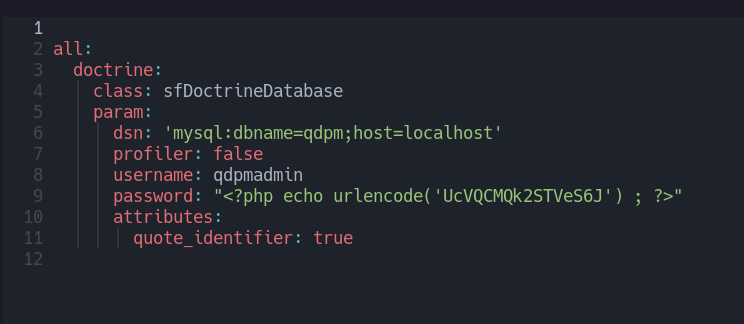 1
2 all:
3   doctrine:
4     class: sfDoctrineDatabase
5     param:
6       dsn: 'mysql:dbname=qdpm;host=localhost'
7       profiler: false
8       username: qdpmadmin
9       password: "<?php echo urlencode('UcVQCMQk2STVeS6J') ; ?>"
10       attributes:
11         quote_identifier: true
12